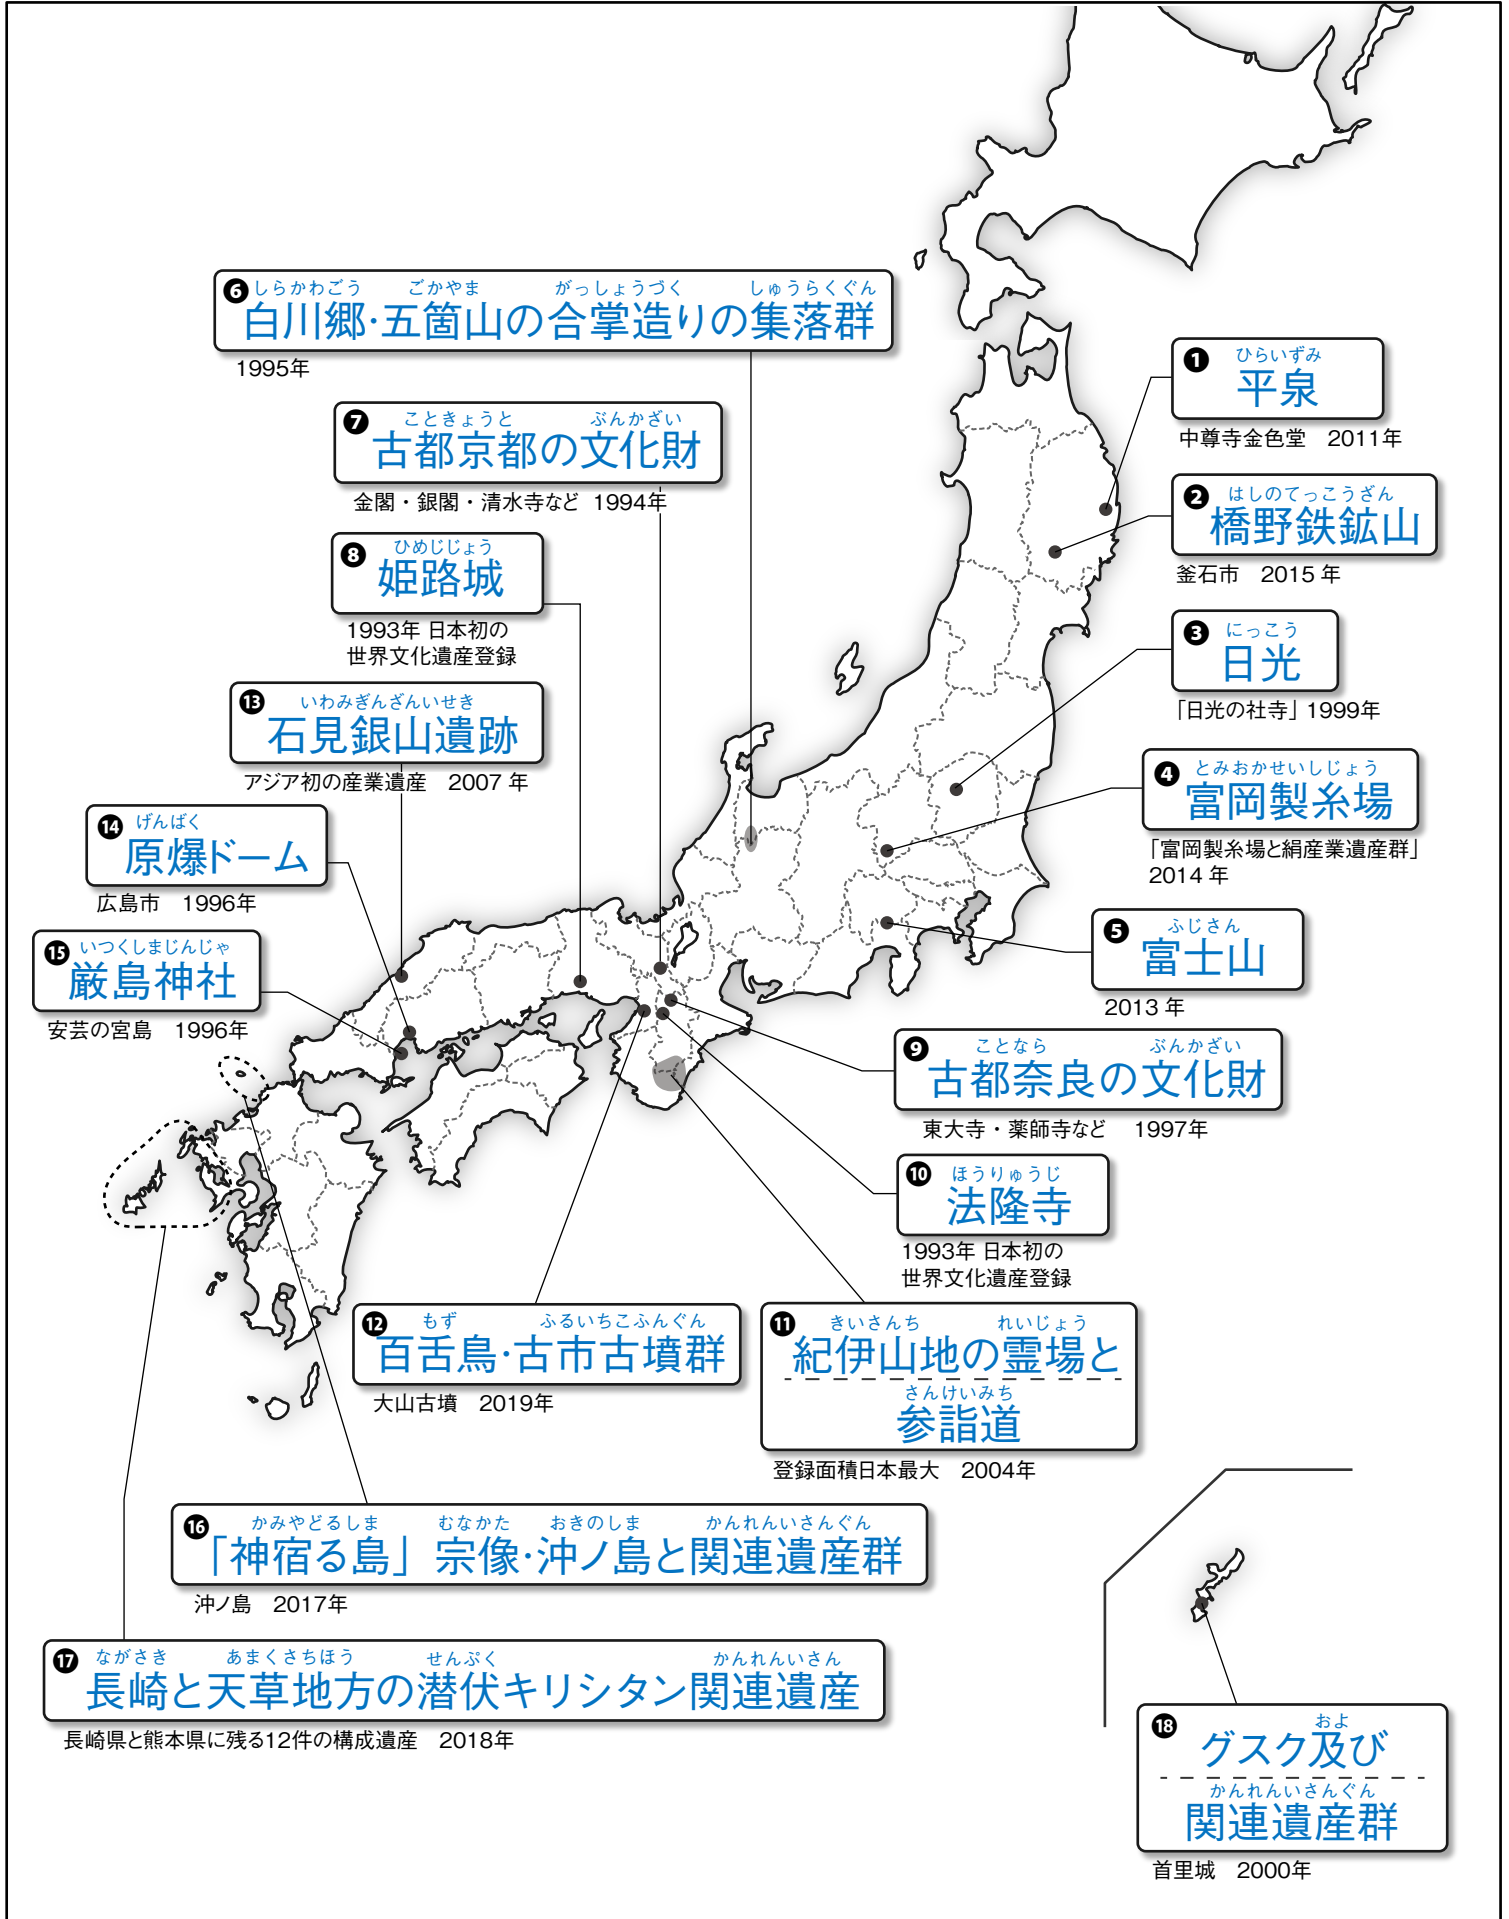 ❻しらかわごう ごかやま がっしょうづく しゅうらくぐん
白川郷・五箇山の合掌造りの集落群
1995年
❶ ひらいずみ
平泉
中尊寺金色堂 2011年
❼ こときょうと ぶんかざい
古都京都の文化財
金閣・銀閣・清水寺など 1994年
❷ はしのてっこうざん
橋野鉄鉱山
釜石市 2015 年
❽ ひめじじょう
姫路城
1993年 日本初の
世界文化遺産登録
❸ にっこう
日光
「日光の社寺」 1999年
⓭ いわみぎんざんいせき
石見銀山遺跡
アジア初の産業遺産 2007 年
❹ とみおかせいしじょう
富岡製糸場
「富岡製糸場と絹産業遺産群」
2014 年
⓮ げんばく
原爆ドーム
広島市 1996年
❺ ふじさん
富士山
2013 年
⓯ いつくしまじんじゃ
厳島神社
安芸の宮島 1996年
❾ ことなら ぶんかざい
古都奈良の文化財
東大寺・薬師寺など 1997年
❿ ほうりゅうじ
法隆寺
1993年 日本初の
世界文化遺産登録
⓬ もず ふるいちこふんぐん
百舌鳥・古市古墳群
大山古墳 2019年
⓫ きいさんち れいじょう
紀伊山地の霊場と
さんけいみち
参詣道
登録面積日本最大 2004年
⓰ かみやどるしま むなかた おきのしま かんれんいさんぐん
「神宿る島」 宗像・沖ノ島と関連遺産群
沖ノ島 2017年
⓱ ながさき あまくさちほう せんぷく かんれんいさん
長崎と天草地方の潜伏キリシタン関連遺産
長崎県と熊本県に残る12件の構成遺産 2018年
⓲ およ
グスク及び
かんれんいさんぐん
関連遺産群
首里城 2000年